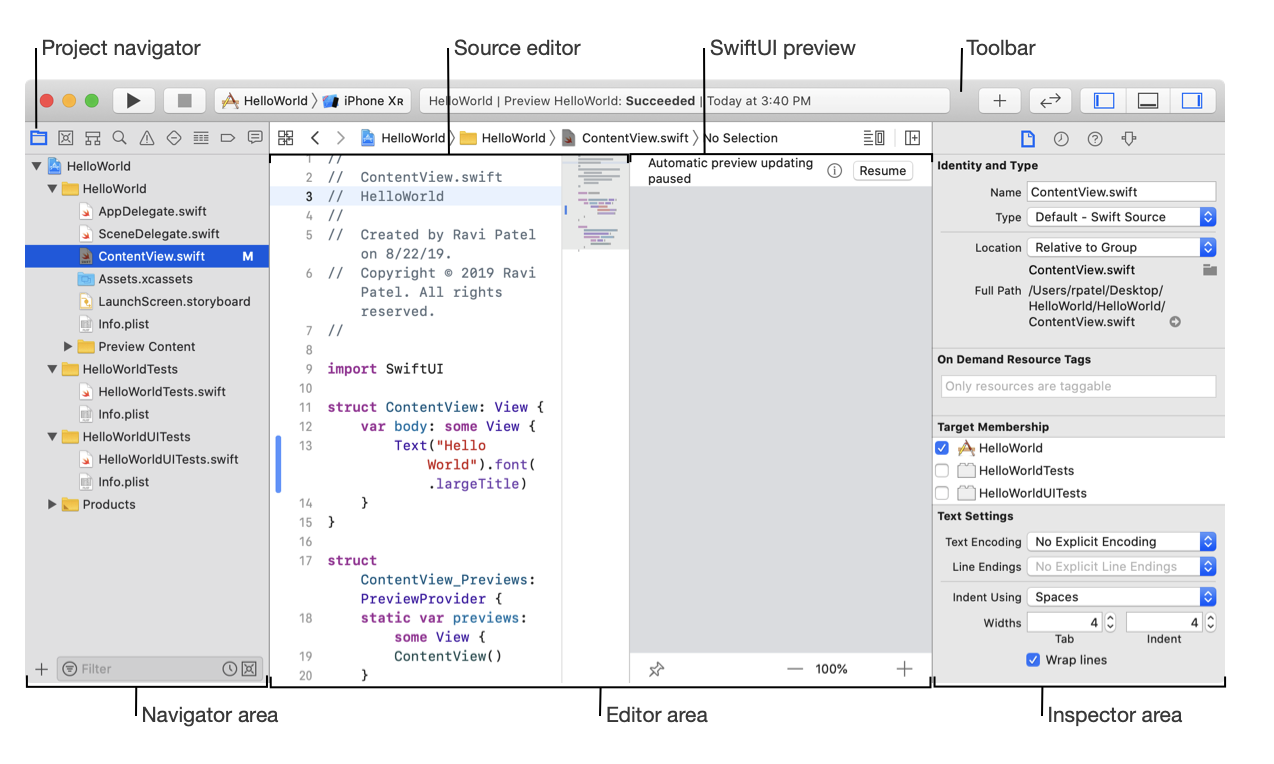 Project navigator
Source editor
SwiftUI preview
Toolbar
HelloWorld
iPhone XR
HelloWorld | Preview HelloWorld: Succeeded | Today at 3:40 PM
HelloWorld
HelloWorld
ContentView.swift
No Selection
HelloWorld
HelloWorld
AppDelegate.swift
SceneDelegate.swift
ContentView.swift M
Assets.xcassets
LaunchScreen.storyboard
Info.plist
Preview Content
HelloWorldTests
HelloWorldTests.swift
Info.plist
HelloWorldUITests
HelloWorldUITests.swift
Info.plist
Products
Filter
1 //
2 // ContentView.swift
3 // HelloWorld
4 //
5 // Created by Ravi Patel
on 8/22/19.
6 // Copyright © 2019 Ravi
Patel. All rights
reserved.
7 //
8
9 import SwiftUI
10
11 struct ContentView: View {
12 var body: some View {
13 Text("Hello
World").font(
.largeTitle)
14 }
15 }
16
17 struct
ContentView_Previews:
PreviewProvider {
18 static var previews:
some View {
19 ContentView()
20 }
Automatic preview updating
paused
Resume
100%
Identity and Type
Name ContentView.swift
Type Default - Swift Source
Location Relative to Group
ContentView.swift
Full Path /Users/rpatel/Desktop/
HelloWorld/HelloWorld/
ContentView.swift
On Demand Resource Tags
Only resources are taggable
Target Membership
HelloWorld
HelloWorldTests
HelloWorldUITests
Text Settings
Text Encoding No Explicit Encoding
Line Endings No Explicit Line Endings
Indent Using Spaces
Widths 4 4
Tab Indent
Wrap lines
Navigator area
Editor area
Inspector area